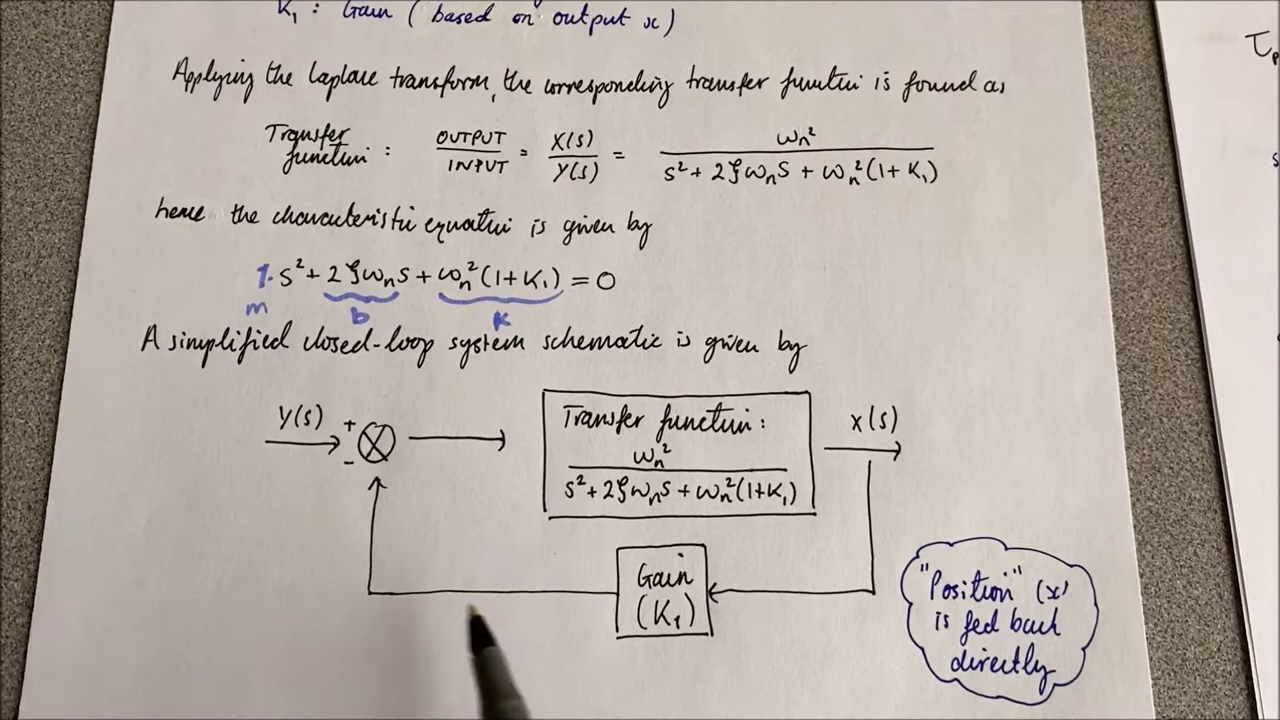 K₁ : Gain (based on output x)
Applying the Laplace transform, the corresponding transfer function is found as
Transfer function : OUTPUT/INPUT = X(s)/Y(s) = ωn²/(s² + 2ζωns + ωn²(1+K₁))
hence the characteristic equation is given by
1·s² + 2ζωns + ωn²(1+K₁) = 0
m b k
A simplified closed-loop system schematic is given by
Y(s) + -
Transfer function :
ωn²/(s² + 2ζωns + ωn²(1+K₁))
X(s)
Gain
(K₁)
"Position" (x)
is fed back
directly